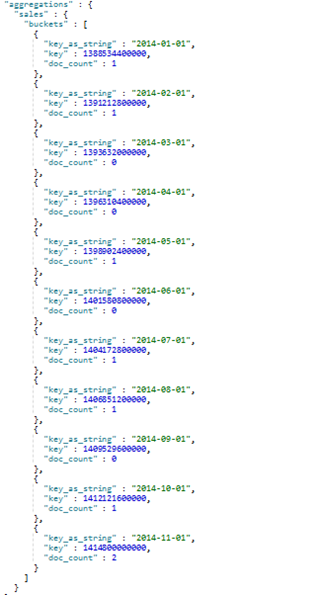 "aggregations" : {
"sales" : {
"buckets" : [
{
"key_as_string" : "2014-01-01",
"key" : 1388534400000,
"doc_count" : 1
},
{
"key_as_string" : "2014-02-01",
"key" : 1391212800000,
"doc_count" : 1
},
{
"key_as_string" : "2014-03-01",
"key" : 1393632000000,
"doc_count" : 0
},
{
"key_as_string" : "2014-04-01",
"key" : 1396310400000,
"doc_count" : 0
},
{
"key_as_string" : "2014-05-01",
"key" : 1398902400000,
"doc_count" : 1
},
{
"key_as_string" : "2014-06-01",
"key" : 1401580800000,
"doc_count" : 0
},
{
"key_as_string" : "2014-07-01",
"key" : 1404172800000,
"doc_count" : 1
},
{
"key_as_string" : "2014-08-01",
"key" : 1406851200000,
"doc_count" : 1
},
{
"key_as_string" : "2014-09-01",
"key" : 1409529600000,
"doc_count" : 0
},
{
"key_as_string" : "2014-10-01",
"key" : 1412121600000,
"doc_count" : 1
},
{
"key_as_string" : "2014-11-01",
"key" : 1414800000000,
"doc_count" : 2
}
]
}